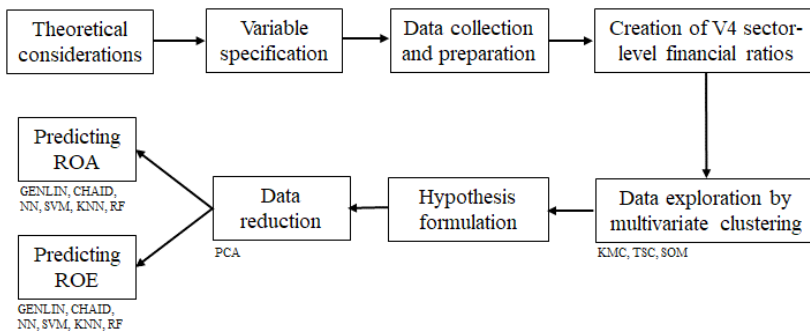 Theoretical
considerations
Variable
specification
Data collection
and preparation
Creation of V4 sector-
level financial ratios
Data exploration by
multivariate clustering
KMC, TSC, SOM
Hypothesis
formulation
Data
reduction
PCA
Predicting
ROA
GENLIN, CHAID,
NN, SVM, KNN, RF
Predicting
ROE
GENLIN, CHAID,
NN, SVM, KNN, RF